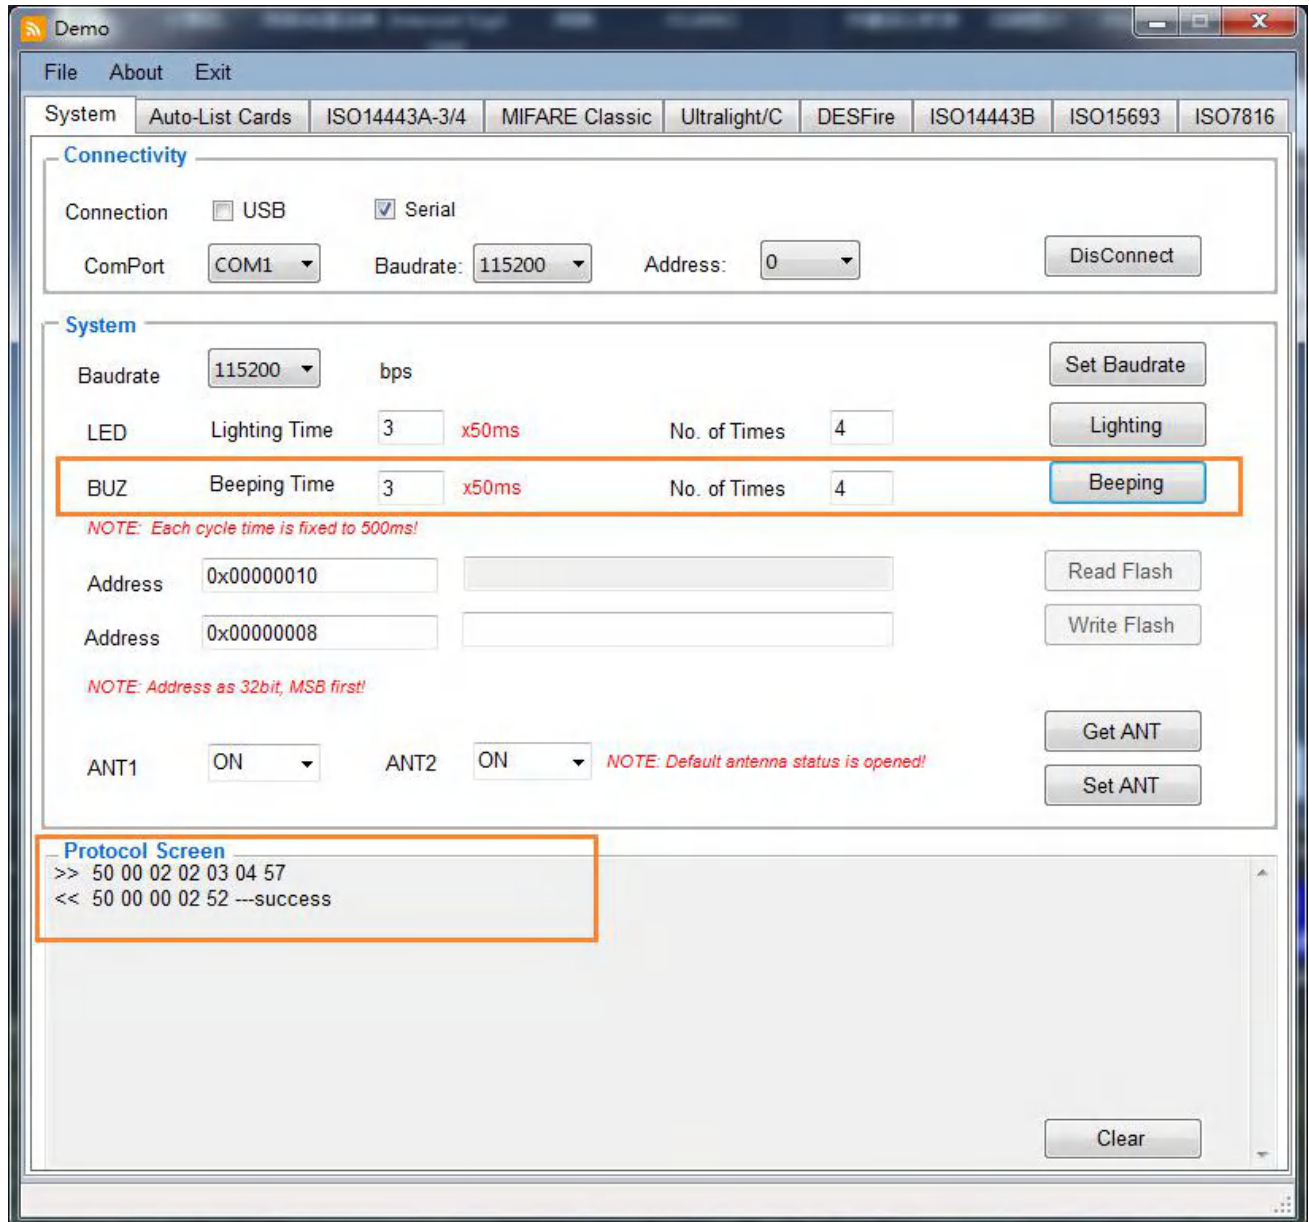 Demo
File About Exit
System Auto-List Cards ISO14443A-3/4 MIFARE Classic Ultralight/C DESFire ISO14443B ISO15693 ISO7816
Connectivity
Connection USB Serial
ComPort COM1 Baudrate: 115200 Address: 0 DisConnect
System
Baudrate 115200 bps Set Baudrate
LED Lighting Time 3 x50ms No. of Times 4 Lighting
BUZ Beeping Time 3 x50ms No. of Times 4 Beeping
NOTE: Each cycle time is fixed to 500ms!
Address 0x00000010 Read Flash
Address 0x00000008 Write Flash
NOTE: Address as 32bit, MSB first!
Get ANT
ANT1 ON ANT2 ON NOTE: Default antenna status is opened!
Set ANT
Protocol Screen
>> 50 00 02 02 03 04 57
<< 50 00 00 02 52 ---success
Clear